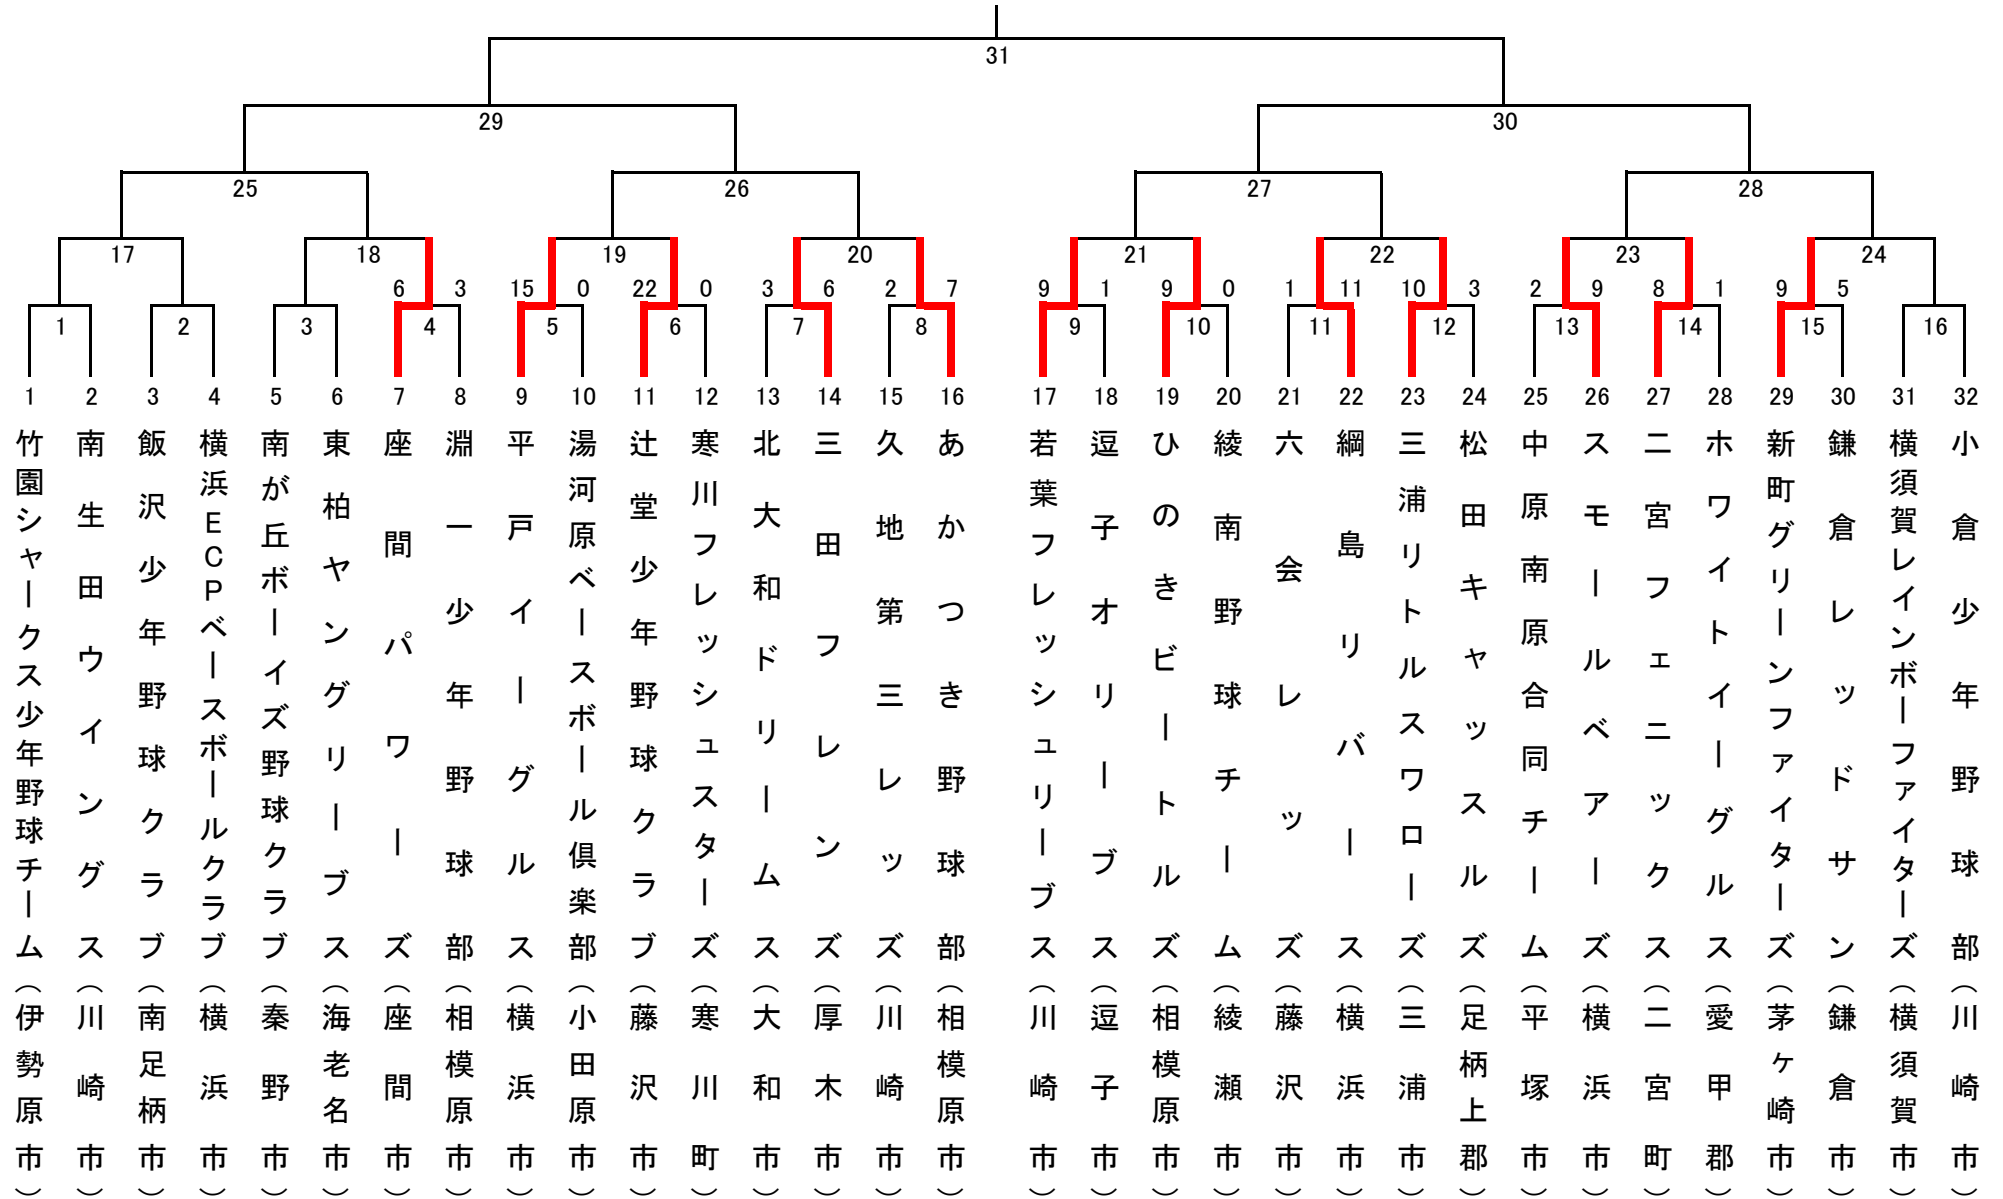 31
29 30
25 26 27 28
17 18 19 20 21 22 23 24
6 3 15 0 22 0 3 6 2 7 9 1 9 0 1 11 10 3 2 9 8 1 9 5
1 2 3 4 5 6 7 8 9 10 11 12 13 14 15 16
1 2 3 4 5 6 7 8 9 10 11 12 13 14 15 16 17 18 19 20 21 22 23 24 25 26 27 28 29 30 31 32
竹園シャークス少年野球チーム(伊勢原市)
南生田ウイングス(川崎市)
飯沢少年野球クラブ(南足柄市)
横浜ECPベースボールクラブ(横浜市)
南が丘ボーイズ野球クラブ(秦野市)
東柏ヤングリーブス(海老名市)
座間パワーズ(座間市)
淵一少年野球部(相模原市)
平戸イーグルス(横浜市)
湯河原ベースボール倶楽部(小田原市)
辻堂少年野球クラブ(藤沢市)
寒川フレッシュスターズ(寒川町)
北大和ドリームス(大和市)
三田フレンズ(厚木市)
久地第三レッズ(川崎市)
あかつき野球部(相模原市)
若葉フレッシュリーブス(川崎市)
逗子オリーブス(逗子市)
ひのきビートルズ(相模原市)
綾南野球チーム(綾瀬市)
六会レッズ(藤沢市)
綱島リバース(横浜市)
三浦リトルスワローズ(三浦市)
松田キャッスルズ(足柄上郡)
中原南原合同チーム(平塚市)
スモールベアーズ(横浜市)
二宮フェニックス(二宮町)
ホワイトイーグルス(愛甲郡)
新町グリーンファイターズ(茅ヶ崎市)
鎌倉レッドサン(鎌倉市)
横須賀レインボーファイターズ(横須賀市)
小倉少年野球部(川崎市)